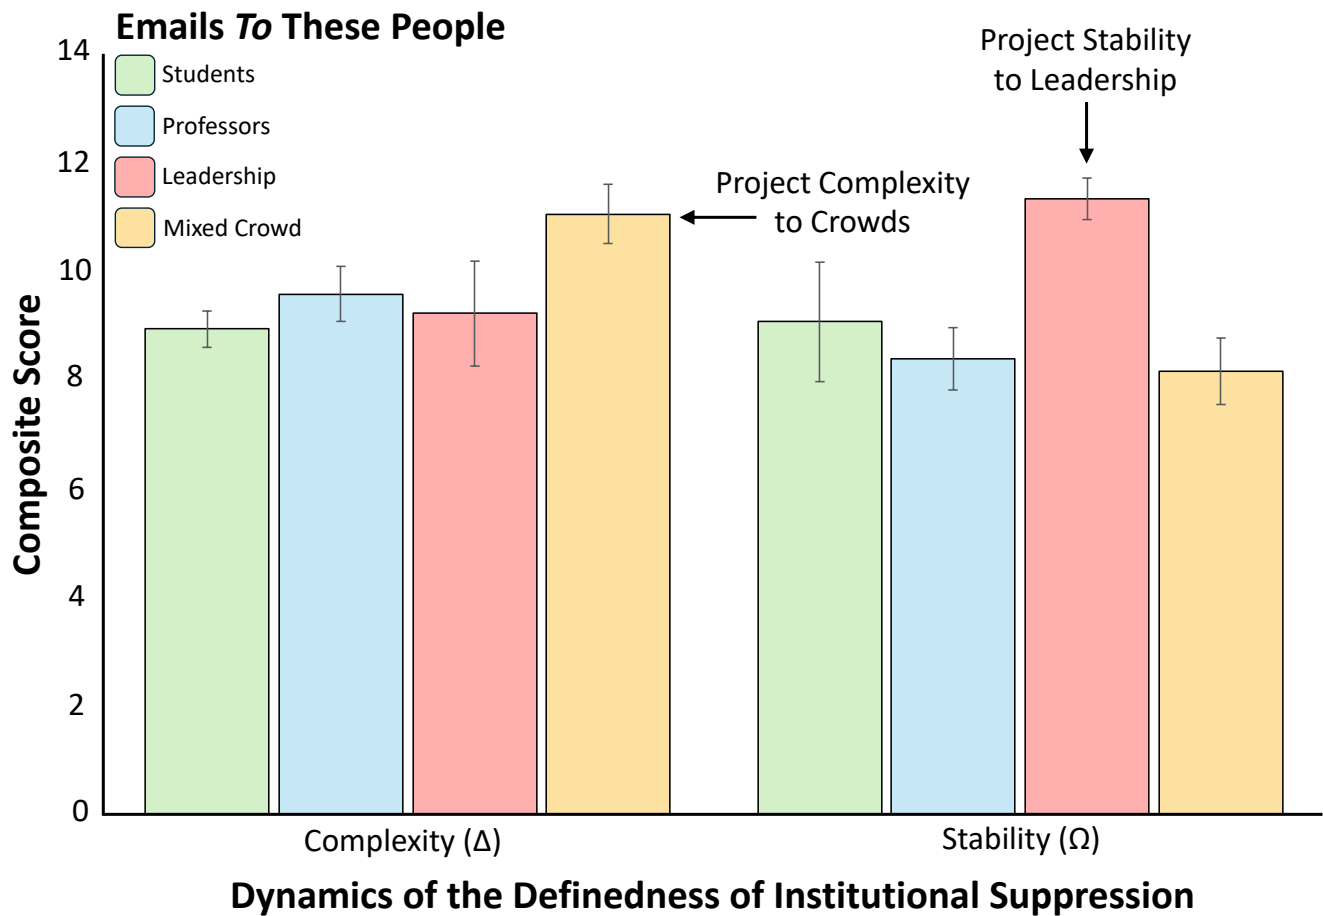 Emails To These People
Students
Professors
Leadership
Mixed Crowd
Project Stability
to Leadership
Project Complexity
to Crowds
Composite Score
14
12
10
8
6
4
2
0
Complexity (Δ)
Stability (Ω)
Dynamics of the Definedness of Institutional Suppression